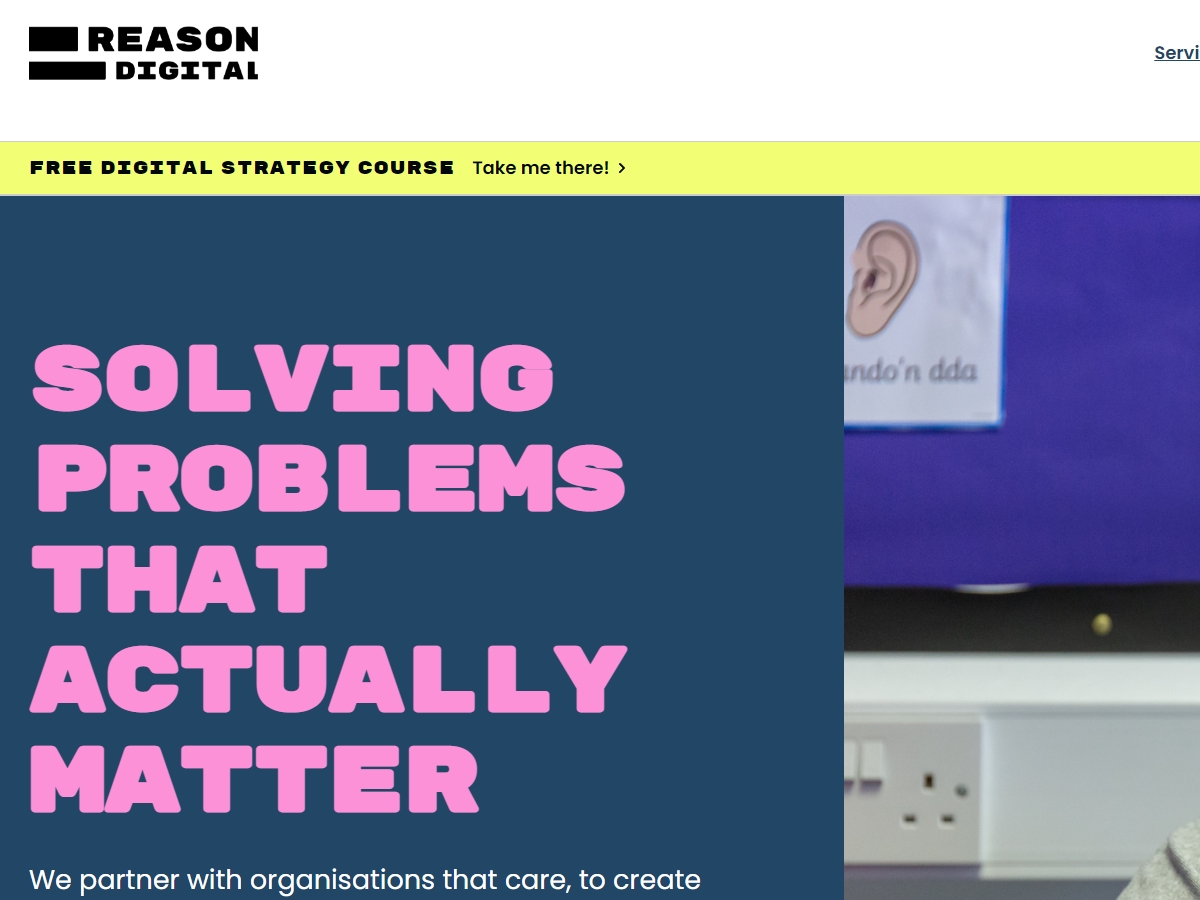 REASON
DIGITAL
Servi
FREE DIGITAL STRATEGY COURSE Take me there!
SOLVING
PROBLEMS
THAT
ACTUALLY
MATTER
undo'n dda
We partner with organisations that care, to create